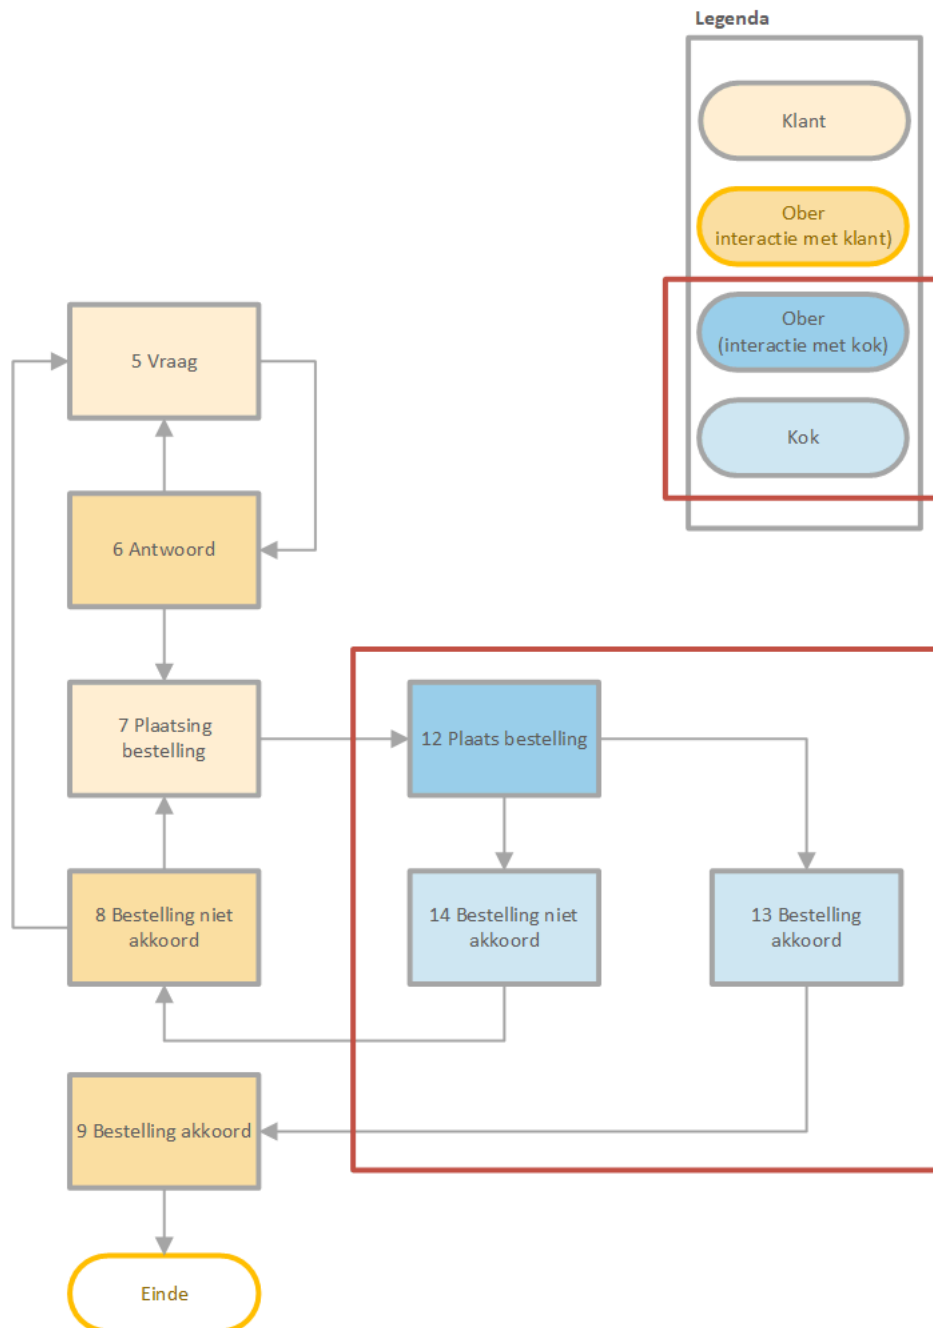 Legenda
Klant
Ober
interactie met klant)
Ober
(interactie met kok)
Kok
5 Vraag
6 Antwoord
7 Plaatsing
bestelling
12 Plaats bestelling
8 Bestelling niet
akkoord
14 Bestelling niet
akkoord
13 Bestelling
akkoord
9 Bestelling akkoord
Einde